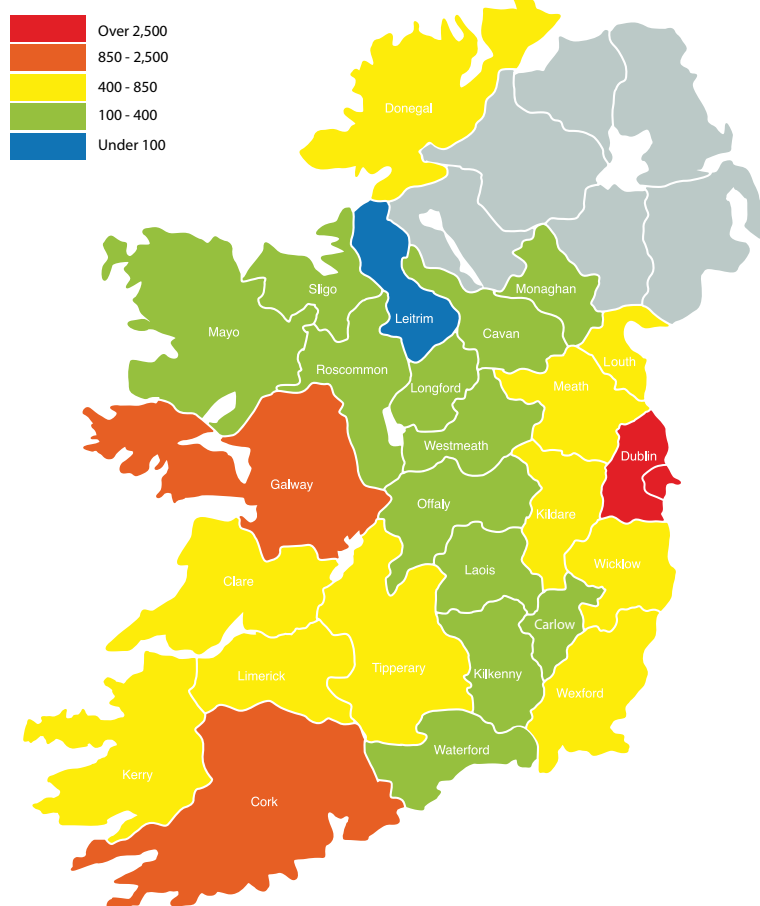 Over 2,500
850 - 2,500
400 - 850
100 - 400
Under 100
Donegal
Monaghan
Sligo
Leitrim
Mayo
Cavan
Louth
Roscommon
Longford
Meath
Westmeath
Dublin
Galway
Offaly
Kildare
Wicklow
Laois
Clare
Carlow
Tipperary
Kilkenny
Limerick
Wexford
Waterford
Kerry
Cork